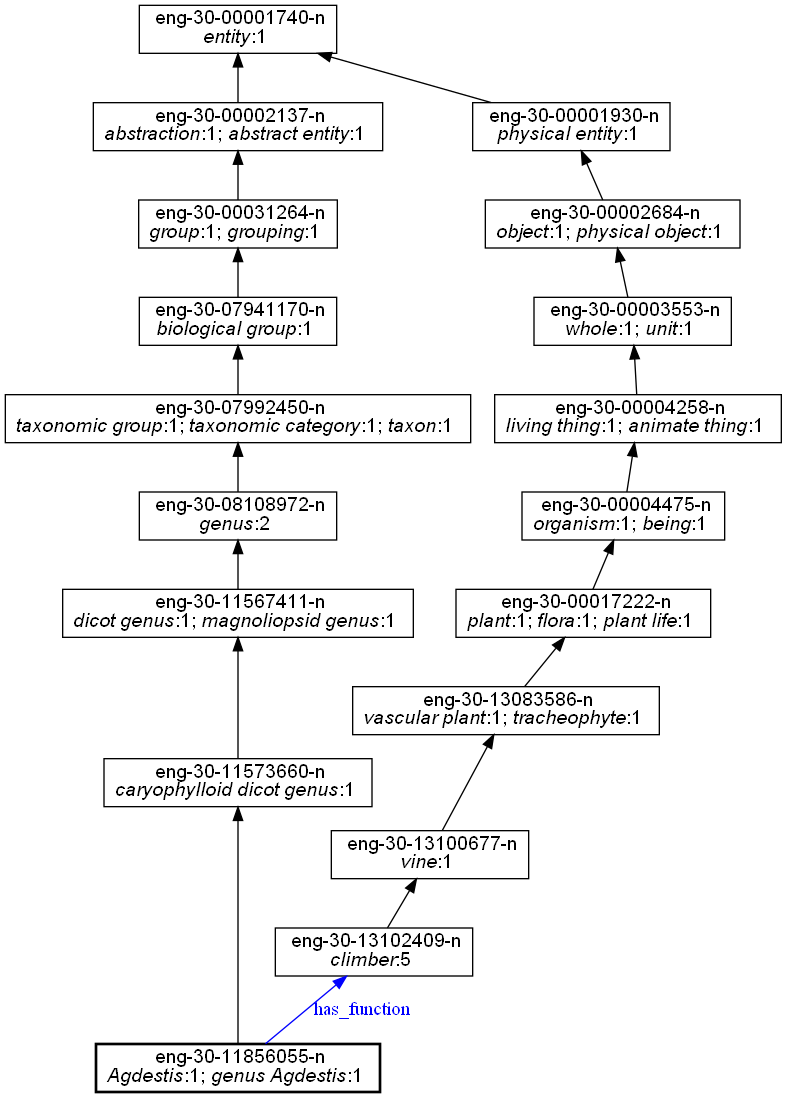 eng-30-00001740-n
entity:1
eng-30-00002137-n
abstraction:1; abstract entity:1
eng-30-00001930-n
physical entity:1
eng-30-00031264-n
group:1; grouping:1
eng-30-00002684-n
object:1; physical object:1
eng-30-07941170-n
biological group:1
eng-30-00003553-n
whole:1; unit:1
eng-30-07992450-n
taxonomic group:1; taxonomic category:1; taxon:1
eng-30-00004258-n
living thing:1; animate thing:1
eng-30-08108972-n
genus:2
eng-30-00004475-n
organism:1; being:1
eng-30-11567411-n
dicot genus:1; magnoliopsid genus:1
eng-30-00017222-n
plant:1; flora:1; plant life:1
eng-30-13083586-n
vascular plant:1; tracheophyte:1
eng-30-11573660-n
caryophylloid dicot genus:1
eng-30-13100677-n
vine:1
eng-30-13102409-n
climber:5
has_function
eng-30-11856055-n
Agdestis:1; genus Agdestis:1